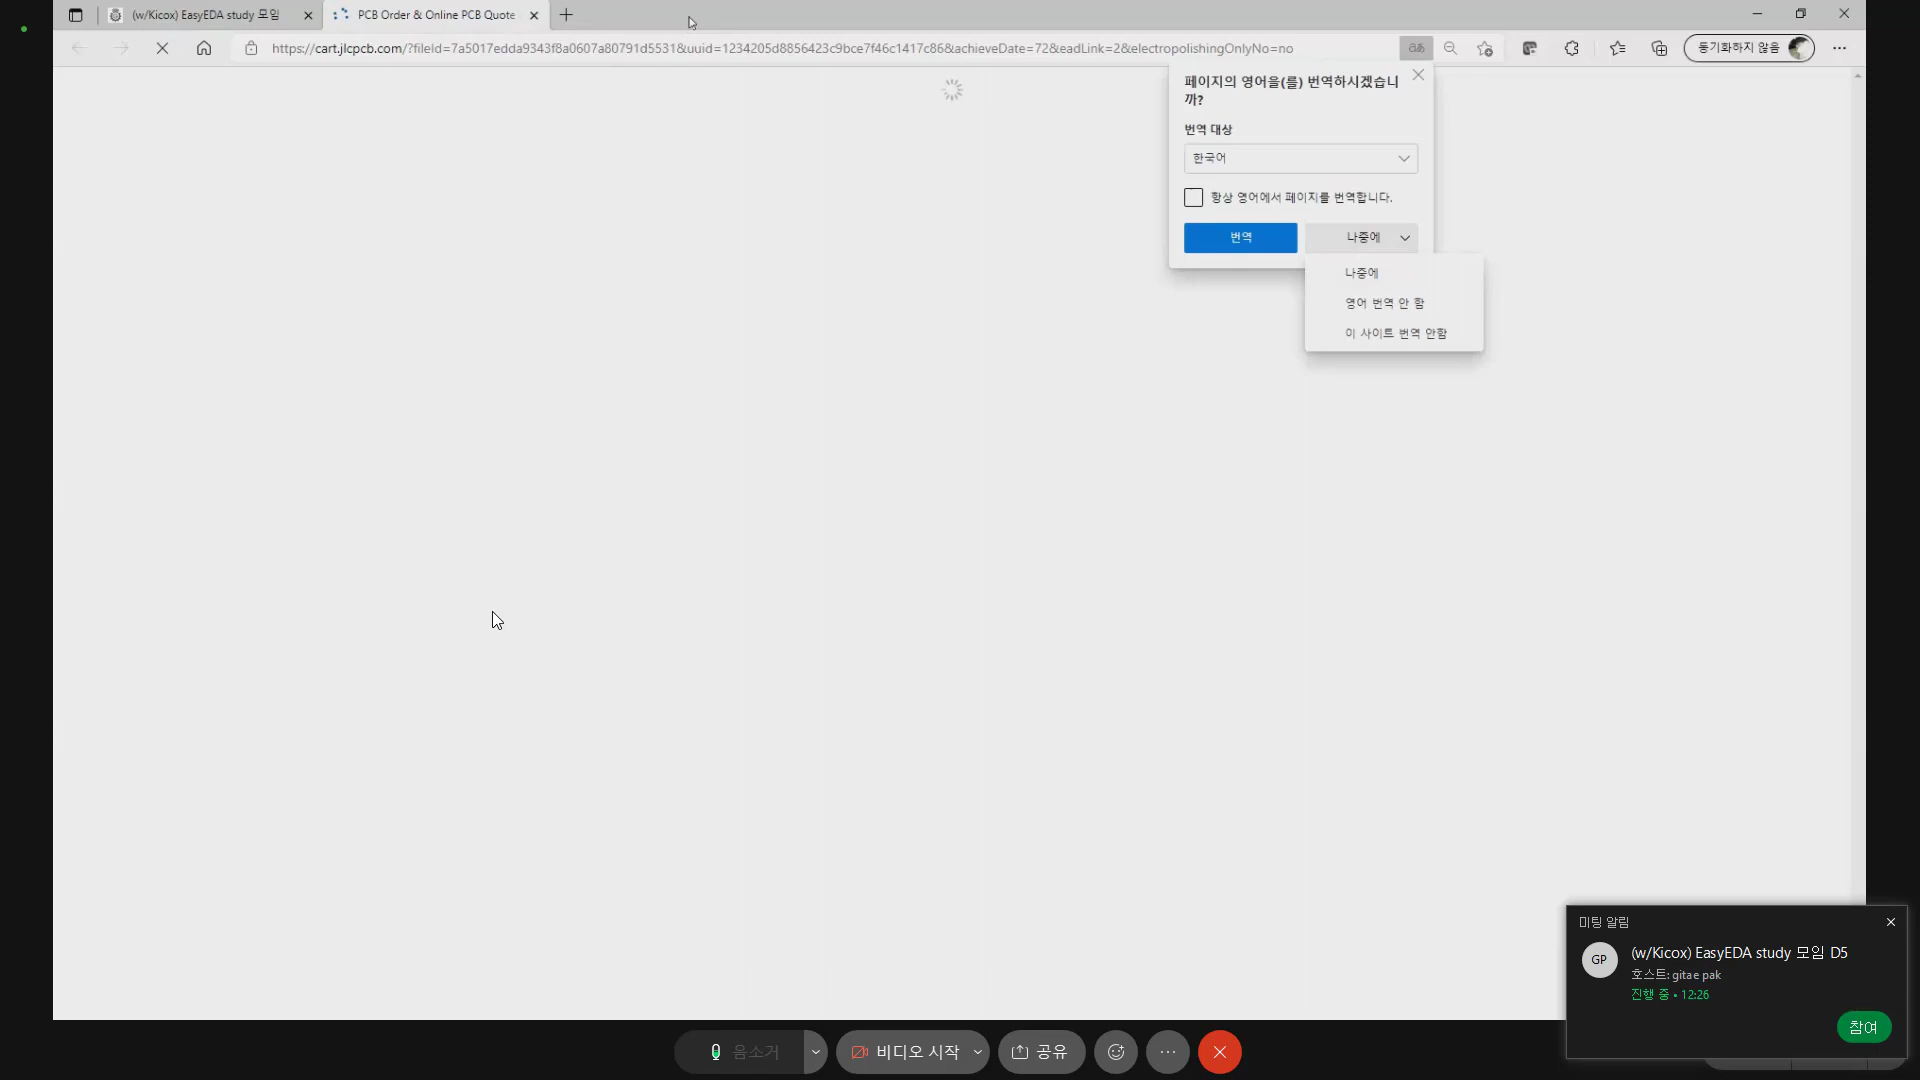 (w/Kicox) EasyEDA study 모임
PCB Order & Online PCB Quote
https://cart.jlcpcb.com/?fileId=7a5017edda9343f8a0607a80791d5531&uuid=1234205d8856423c9bce7f46c1417c86&achieveDate=72&eadLink=2&electropolishingOnlyNo=no
동기화하지 않음
페이지의 영어을(를) 번역하시겠습니
까?
번역 대상
한국어
항상 영어에서 페이지를 번역합니다.
번역
나중에
나중에
영어 번역 안 함
이 사이트 번역 안함
미팅 알림
GP
(w/Kicox) EasyEDA study 모임 D5
호스트: gitae pak
진행 중 • 12:26
참여
음소거
비디오 시작
공유